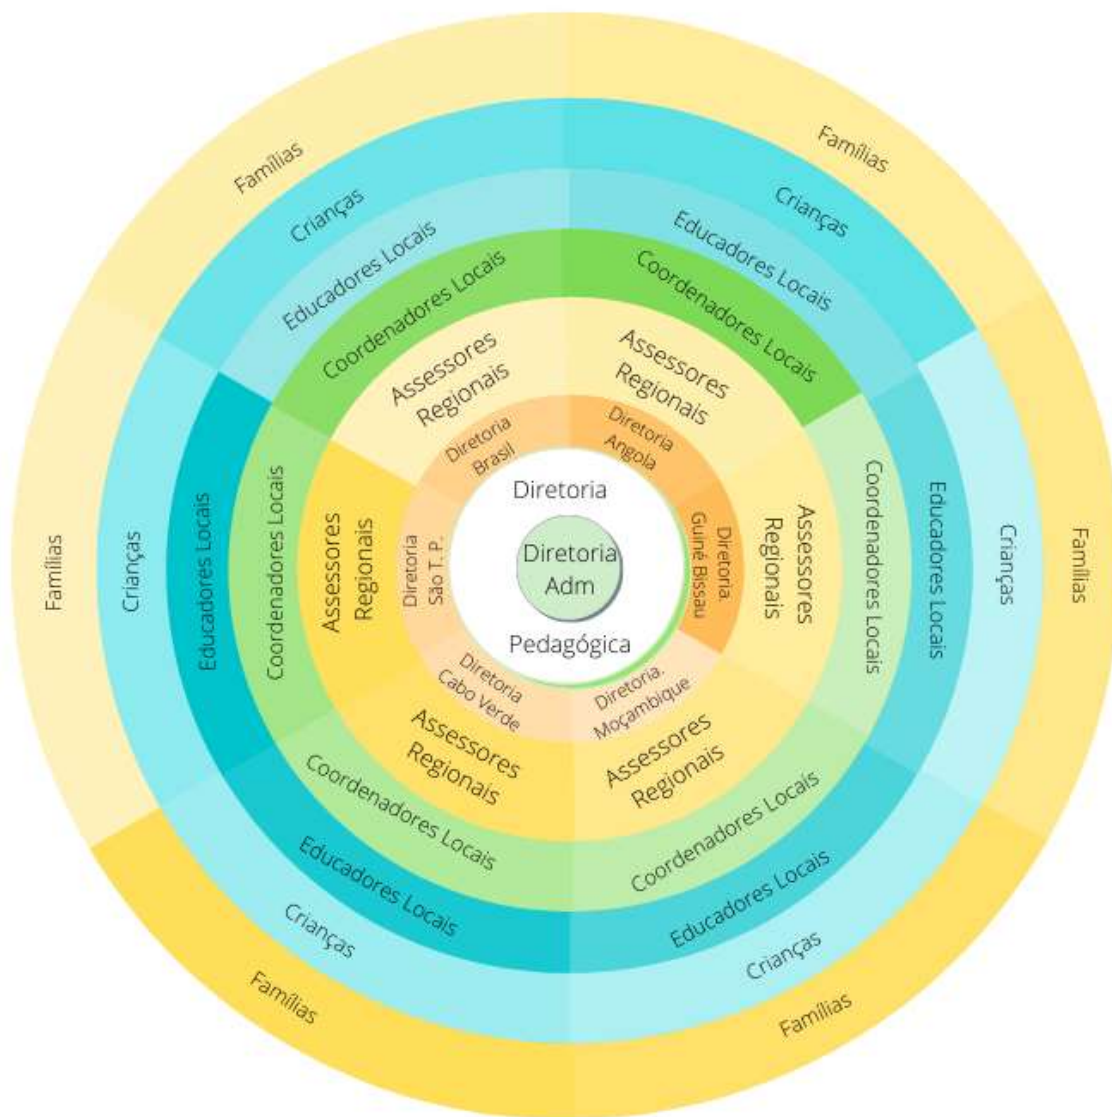 Famílias
Famílias
Crianças
Crianças
Educadores Locais
Educadores Locais
Coordenadores Locais
Coordenadores Locais
Assessores
Regionais
Assessores
Regionais
Diretoria
Brasil
Diretoria
Angola
Diretoria
Diretoria
Adm
Pedagógica
Famílias
Crianças
Educadores Locais
Coordenadores Locais
Assessores
Regionais
Diretoria
São T. P.
Diretoria.
Guiné Bissau
Assessores
Regionais
Coordenadores Locais
Educadores Locais
Crianças
Famílias
Diretoria
Cabo Verde
Diretoria.
Moçambique
Assessores
Regionais
Assessores
Regionais
Coordenadores Locais
Coordenadores Locais
Educadores Locais
Educadores Locais
Crianças
Crianças
Famílias
Famílias